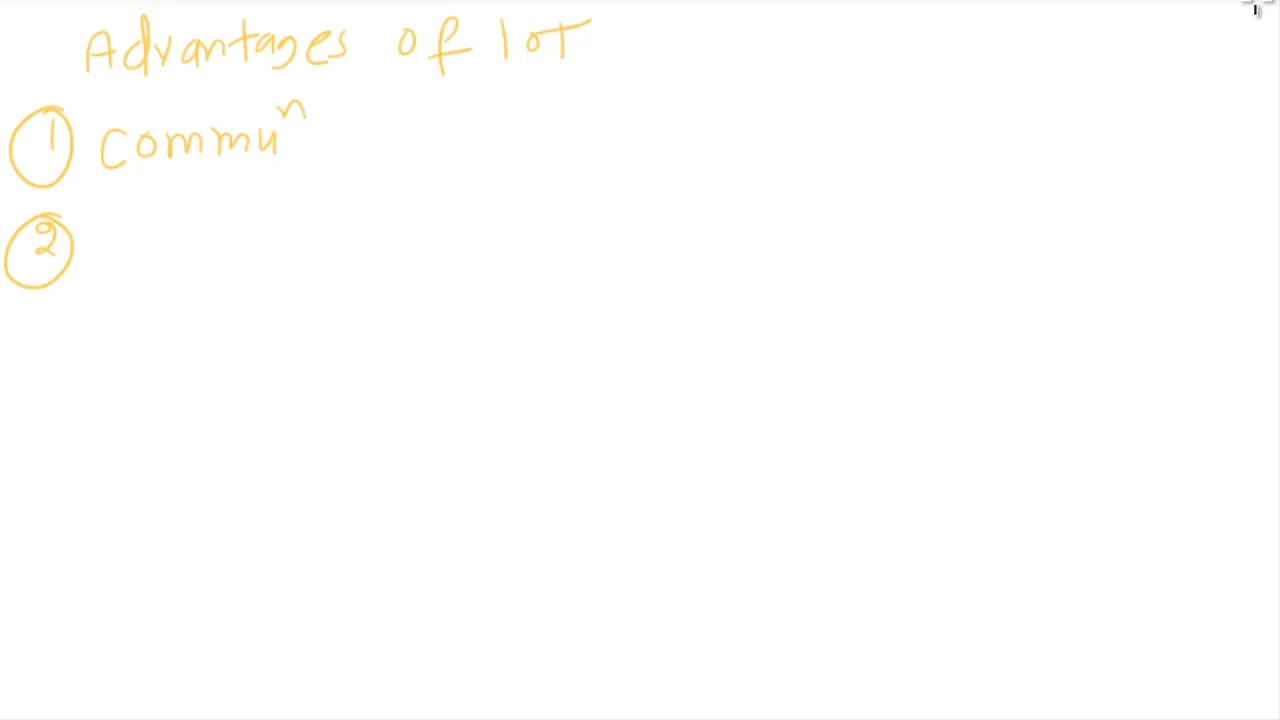 Advantages of IoT
① Commuⁿ
②